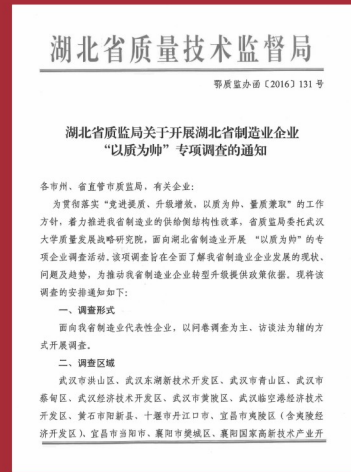 湖北省质量技术监督局
鄂质监办函〔2016〕131 号
湖北省质监局关于开展湖北省制造业企业
“以质为帅”专项调查的通知
各市州、省直管市质监局，有关企业：
为贯彻落实“竞进提质、升级增效，以质为帅、量质兼取”的工作
方针，着力推进我省制造业的供给侧结构性改革，省质监局委托武汉
大学质量发展战略研究院，面向湖北省制造业开展 “以质为帅”的专
项企业调查活动。该项调查旨在全面了解我省制造业企业发展的现状、
问题及趋势，为推动我省制造业企业转型升级提供政策依据。现将该
调查的安排通知如下：
一、调查形式
面向我省制造业代表性企业，以问卷调查为主、访谈法为辅的方
式开展调查。
二、调查区域
武汉市洪山区、武汉东湖新技术开发区、武汉市青山区、武汉市
蔡甸区、武汉经济技术开发区、武汉市黄陂区、武汉临空港经济技术
开发区、黄石市阳新县、十堰市丹江口市、宜昌市夷陵区（含夷陵经
济开发区）、宜昌市当阳市、襄阳市樊城区、襄阳国家高新技术产业开